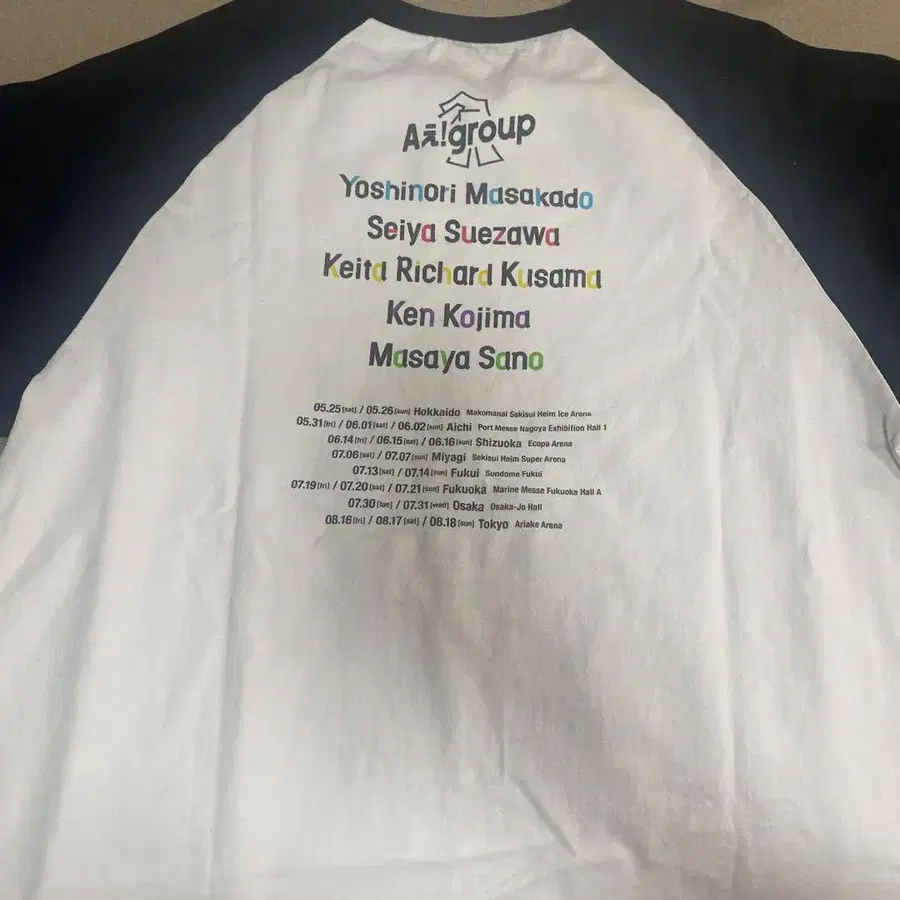 Aぇ!group
Yoshinori Masakado
Seiya Suezawa
Keita Richard Kusama
Ken Kojima
Masaya Sano
05.25[sat] / 05.26[sun] Hokkaido Makomanai Sekisui Heim Ice Arena
05.31[fri] / 06.01[sat] / 06.02[sun] Aichi Port Messe Nagoya Exhibition Hall 1
06.14[fri] / 06.15[sat] / 06.16[sun] Shizuoka Ecopa Arena
07.06[sat] / 07.07[sun] Miyagi Sekisui Heim Super Arena
07.13[sat] / 07.14[sun] Fukui Sundome Fukui
07.19[fri] / 07.20[sat] / 07.21[sun] Fukuoka Marine Messe Fukuoka Hall A
07.30[tue] / 07.31[wed] Osaka Osaka-Jo Hall
08.16[fri] / 08.17[sat] / 08.18[sun] Tokyo Ariake Arena